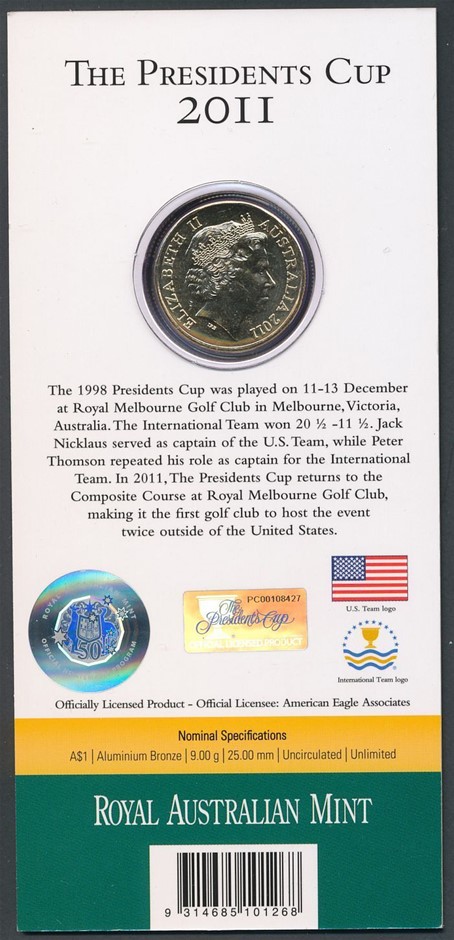 THE PRESIDENTS CUP
2011
ELIZABETH II AUSTRALIA 2011
The 1998 Presidents Cup was played on 11-13 December
at Royal Melbourne Golf Club in Melbourne, Victoria,
Australia. The International Team won 20 ½ -11 ½. Jack
Nicklaus served as captain of the U.S. Team, while Peter
Thomson repeated his role as captain for the International
Team. In 2011, The Presidents Cup returns to the
Composite Course at Royal Melbourne Golf Club,
making it the first golf club to host the event
twice outside of the United States.
50
PC00108427
The
Presidents Cup
OFFICIAL LICENSED PRODUCT
U.S. Team logo
International Team logo
Officially Licensed Product - Official Licensee: American Eagle Associates
Nominal Specifications
A$1 | Aluminium Bronze | 9.00 g | 25.00 mm | Uncirculated | Unlimited
ROYAL AUSTRALIAN MINT
9 314685 101268